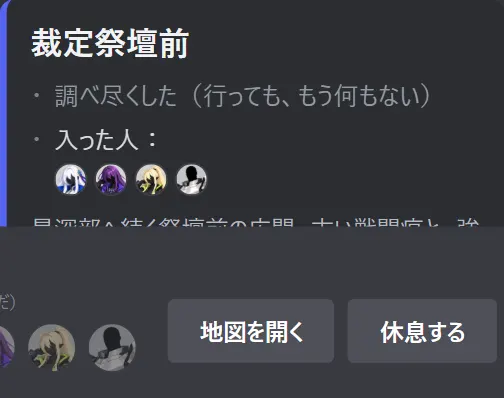 裁定祭壇前
・調べ尽くした（行っても、もう何もない）
・入った人：
だ）
地図を開く
休息する